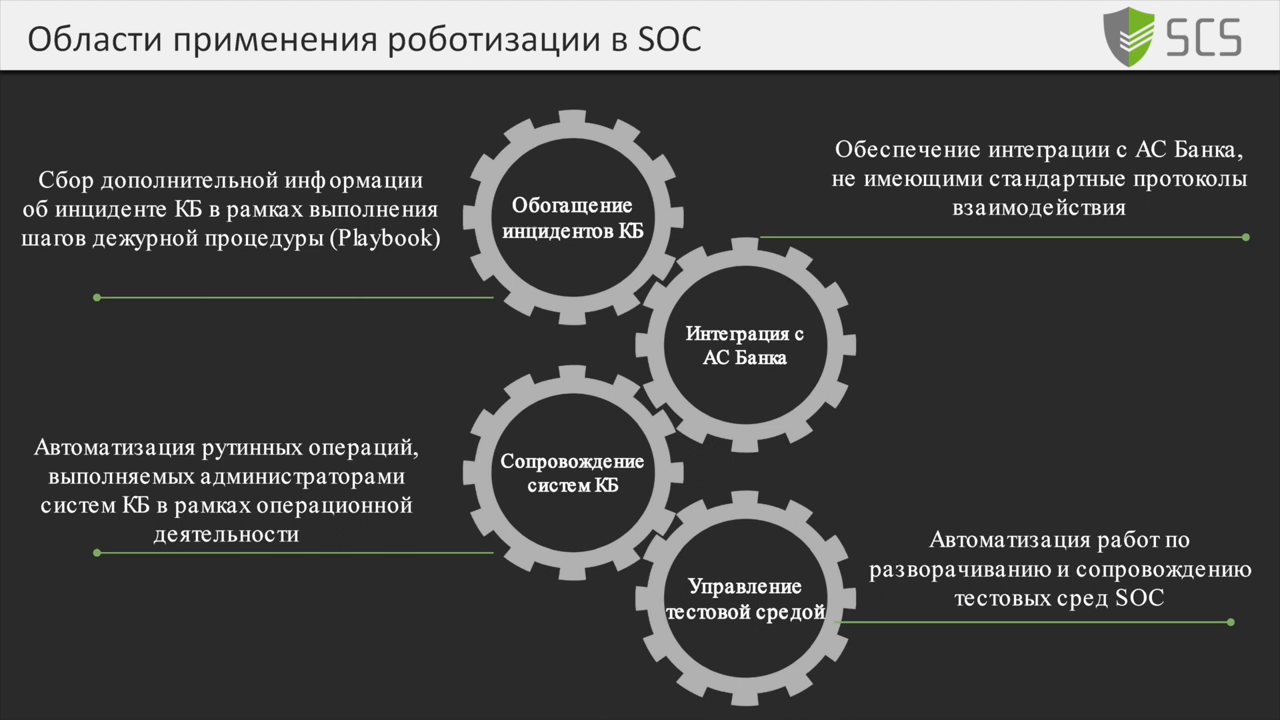 Области применения роботизации в SOC
SCS
Сбор дополнительной информации
об инциденте КБ в рамках выполнения
шагов дежурной процедуры (Playbook)
Обогащение
инцидентов КБ
Обеспечение интеграции с АС Банка,
не имеющими стандартные протоколы
взаимодействия
Интеграция с
АС Банка
Автоматизация рутинных операций,
выполняемых администраторами
систем КБ в рамках операционной
деятельности
Сопровождение
систем КБ
Автоматизация работ по
разворачиванию и сопровождению
тестовых сред SOC
Управление
тестовой средой